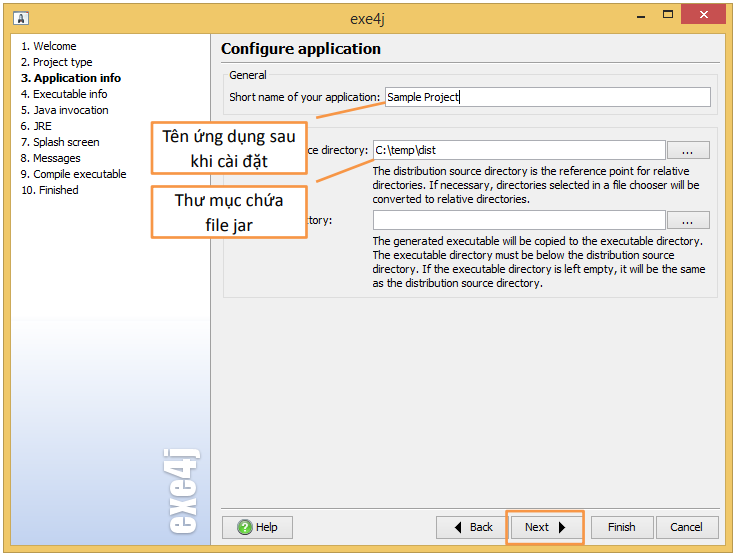 exe4j
1. Welcome
2. Project type
3. Application info
4. Executable info
5. Java invocation
6. JRE
7. Splash screen
8. Messages
9. Compile executable
10. Finished
exe4j
Configure application
General
Short name of your application: Sample Project
Tên ứng dụng sau
khi cài đặt
ce directory: C:\temp\dist ...
The distribution source directory is the reference point for relative
directories. If necessary, directories selected in a file chooser will be
converted to relative directories.
Thư mục chứa
file jar
tory: ...
The generated executable will be copied to the executable directory.
The executable directory must be below the distribution source
directory. If the executable directory is left empty, it will be the same
as the distribution source directory.
Help Back Next Finish Cancel